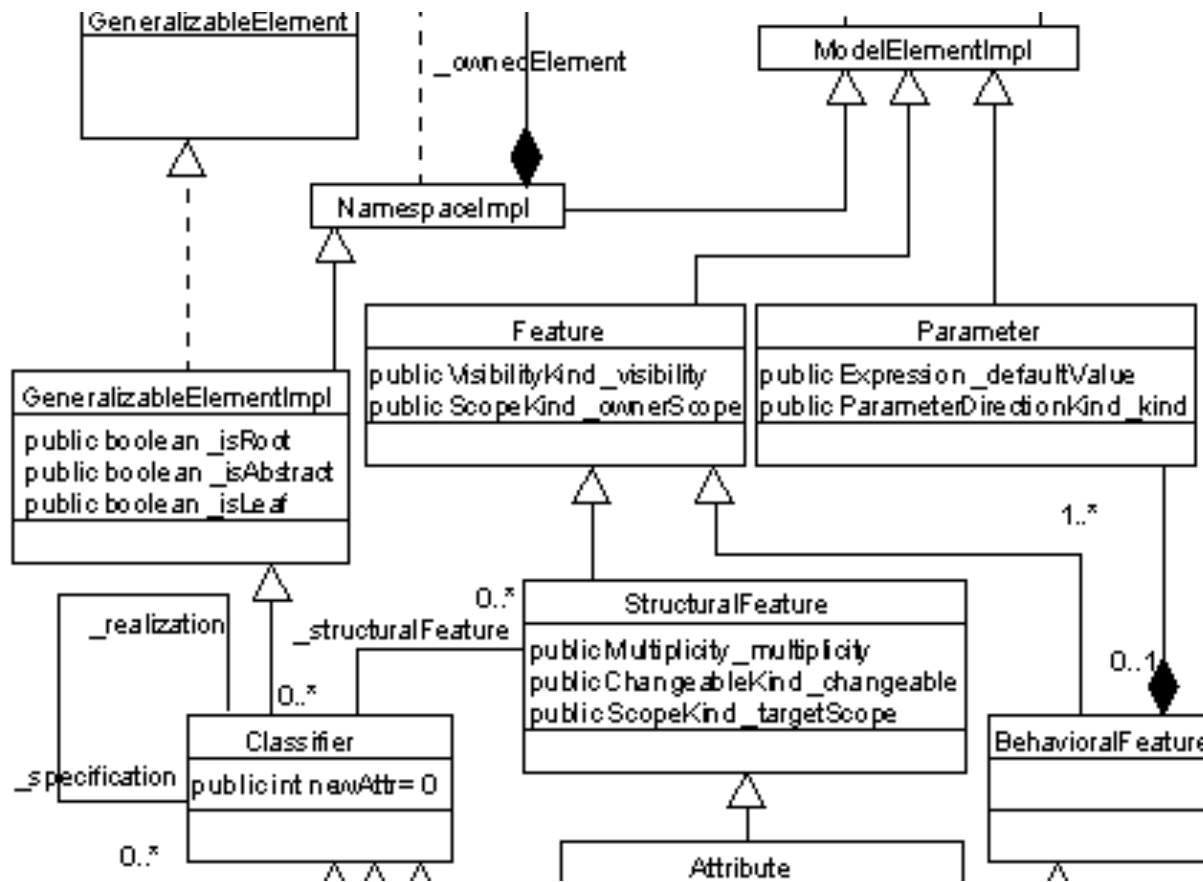 GeneralizableElement
_ownedElement
ModelElementImpl
NamespaceImpl
Feature
public VisibilityKind _visibility
public ScopeKind _ownerScope
Parameter
public Expression _defaultValue
public ParameterDirectionKind _kind
GeneralizableElementImpl
public boolean _isRoot
public boolean _isAbstract
public boolean _isLeaf
1..*
0..*
_realization
_structuralFeature
StructuralFeature
public Multiplicity _multiplicity
public ChangeableKind _changeable
public ScopeKind _targetScope
0..1
0..*
Classifier
public int newAttr= 0
_specification
0..*
BehavioralFeature
Attribute